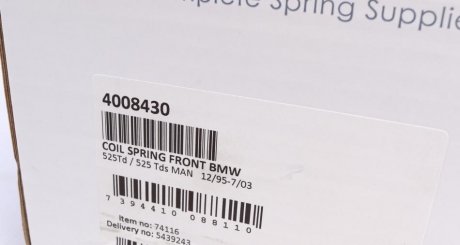 Spring Supplie
4008430
COIL SPRING FRONT BMW
525Td / 525 Tds MAN 12/95-7/03
7 394410 088110
Item no: 74116
Delivery no: 5439243